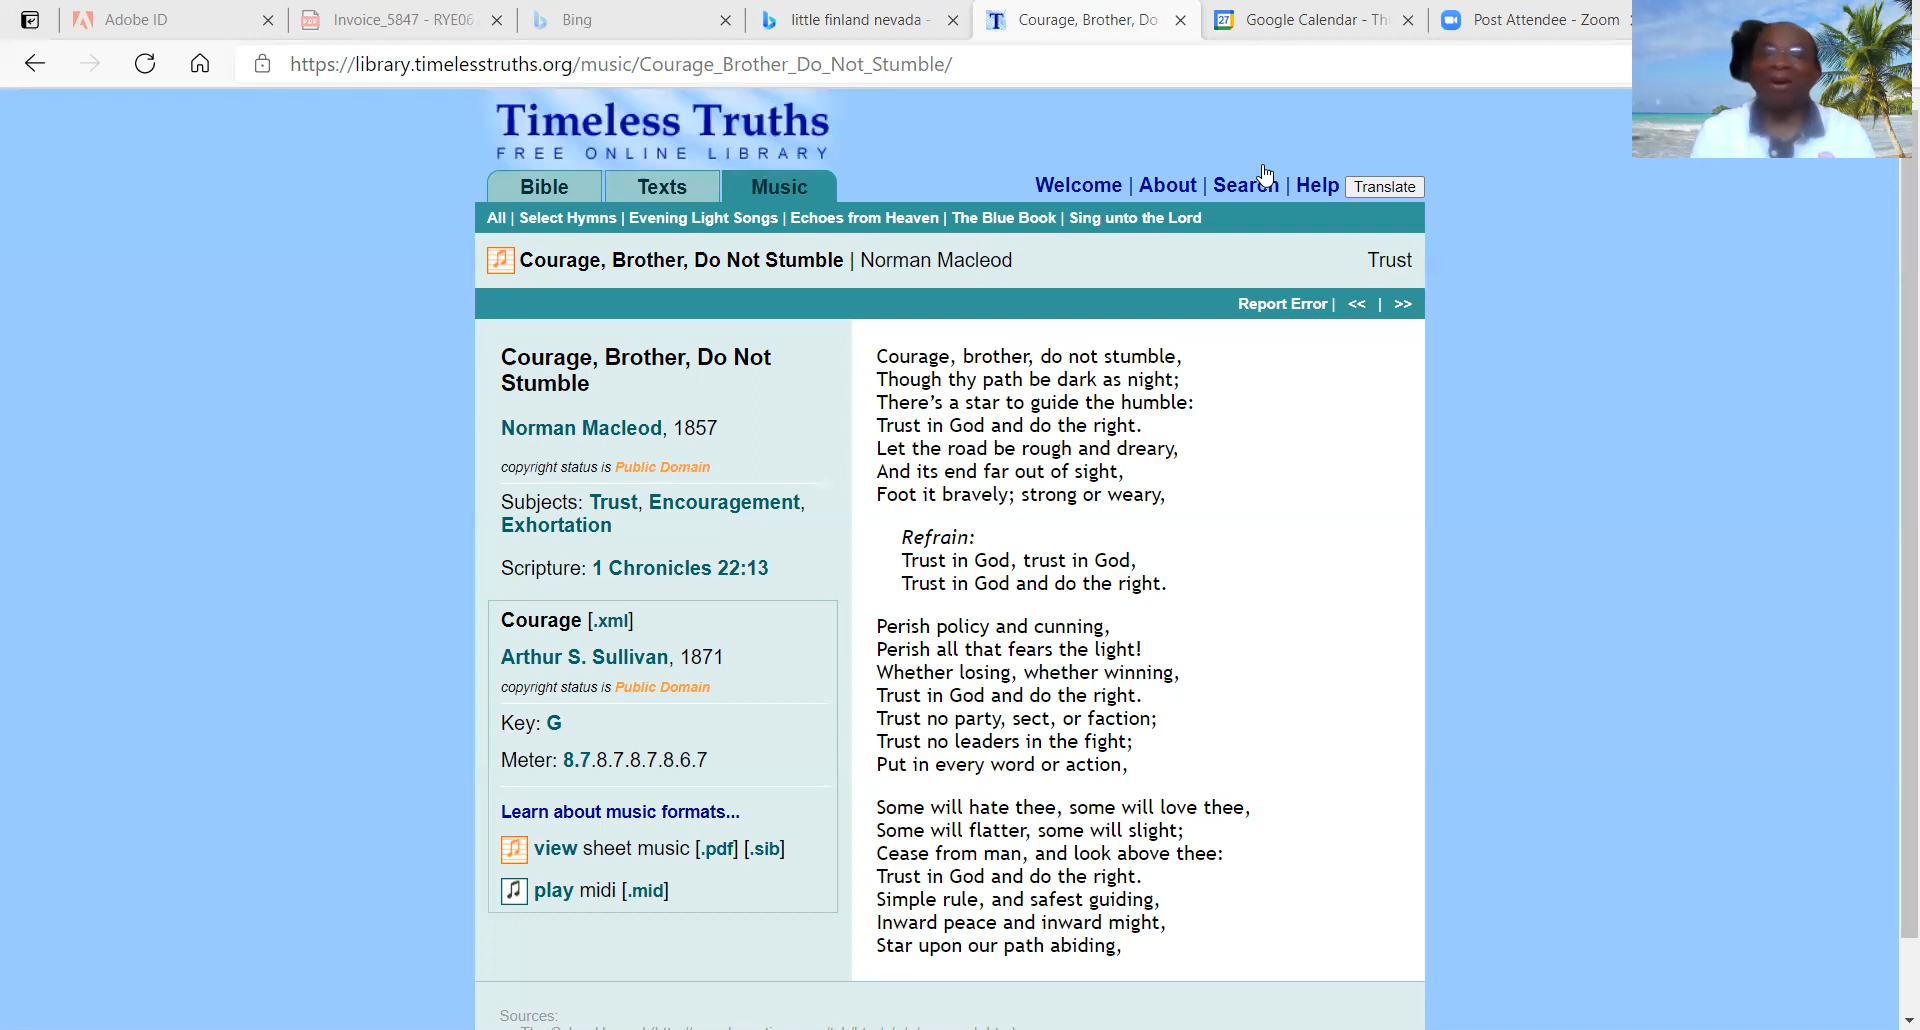 Adobe ID
Invoice_5847 - RYE06
Bing
little finland nevada -
Courage, Brother, Do
27
Google Calendar - Th
Post Attendee - Zoom
https://library.timelesstruths.org/music/Courage_Brother_Do_Not_Stumble/
Timeless Truths
FREE ONLINE LIBRARY
Bible
Texts
Music
Welcome | About | Search | Help
Translate
All | Select Hymns | Evening Light Songs | Echoes from Heaven | The Blue Book | Sing unto the Lord
Courage, Brother, Do Not Stumble | Norman Macleod
Trust
Report Error | << | >>
Courage, Brother, Do Not
Stumble
Norman Macleod, 1857
copyright status is Public Domain
Subjects: Trust, Encouragement,
Exhortation
Scripture: 1 Chronicles 22:13
Courage [.xml]
Arthur S. Sullivan, 1871
copyright status is Public Domain
Key: G
Meter: 8.7.8.7.8.7.8.6.7
Learn about music formats...
view sheet music [.pdf] [.sib]
play midi [.mid]
Courage, brother, do not stumble,
Though thy path be dark as night;
There’s a star to guide the humble:
Trust in God and do the right.
Let the road be rough and dreary,
And its end far out of sight,
Foot it bravely; strong or weary,
Refrain:
Trust in God, trust in God,
Trust in God and do the right.
Perish policy and cunning,
Perish all that fears the light!
Whether losing, whether winning,
Trust in God and do the right.
Trust no party, sect, or faction;
Trust no leaders in the fight;
Put in every word or action,
Some will hate thee, some will love thee,
Some will flatter, some will slight;
Cease from man, and look above thee:
Trust in God and do the right.
Simple rule, and safest guiding,
Inward peace and inward might,
Star upon our path abiding,
Sources: